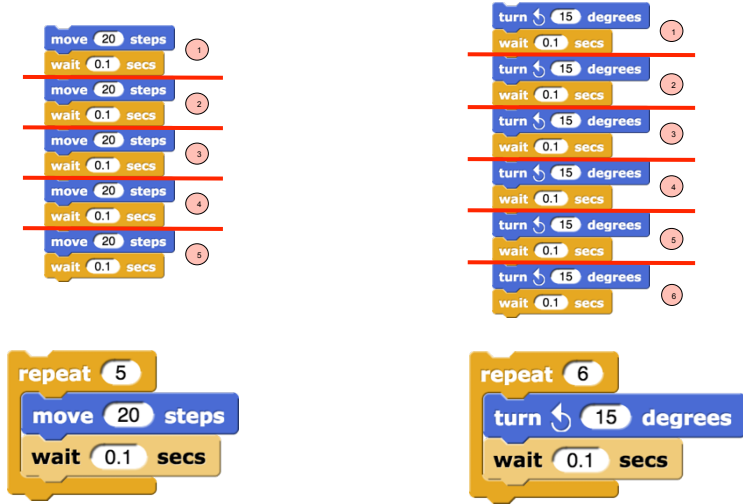 move 20 steps
wait 0.1 secs
1
move 20 steps
wait 0.1 secs
2
move 20 steps
wait 0.1 secs
3
move 20 steps
wait 0.1 secs
4
move 20 steps
wait 0.1 secs
5
repeat 5
move 20 steps
wait 0.1 secs
turn 15 degrees
wait 0.1 secs
1
turn 15 degrees
wait 0.1 secs
2
turn 15 degrees
wait 0.1 secs
3
turn 15 degrees
wait 0.1 secs
4
turn 15 degrees
wait 0.1 secs
5
turn 15 degrees
wait 0.1 secs
6
repeat 6
turn 15 degrees
wait 0.1 secs